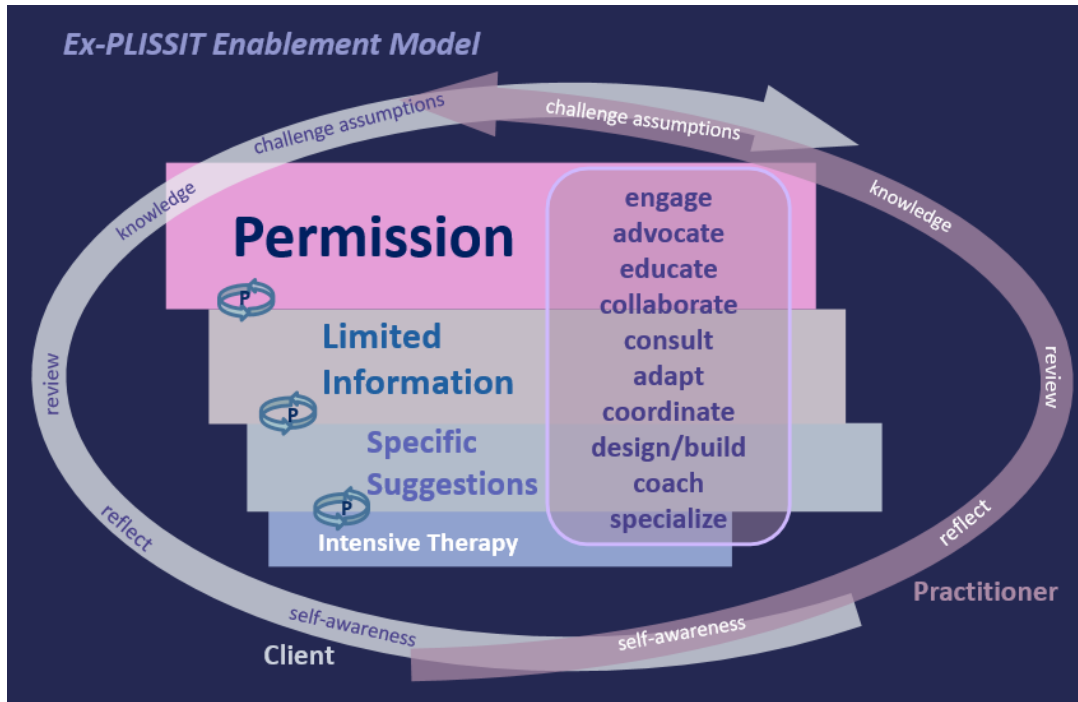 Ex-PLISSIT Enablement Model
challenge assumptions
challenge assumptions
knowledge
knowledge
Permission
engage
advocate
educate
collaborate
consult
adapt
coordinate
design/build
coach
specialize
P
Limited
Information
P
Specific
Suggestions
P
Intensive Therapy
review
review
reflect
reflect
self-awareness
self-awareness
Client
Practitioner